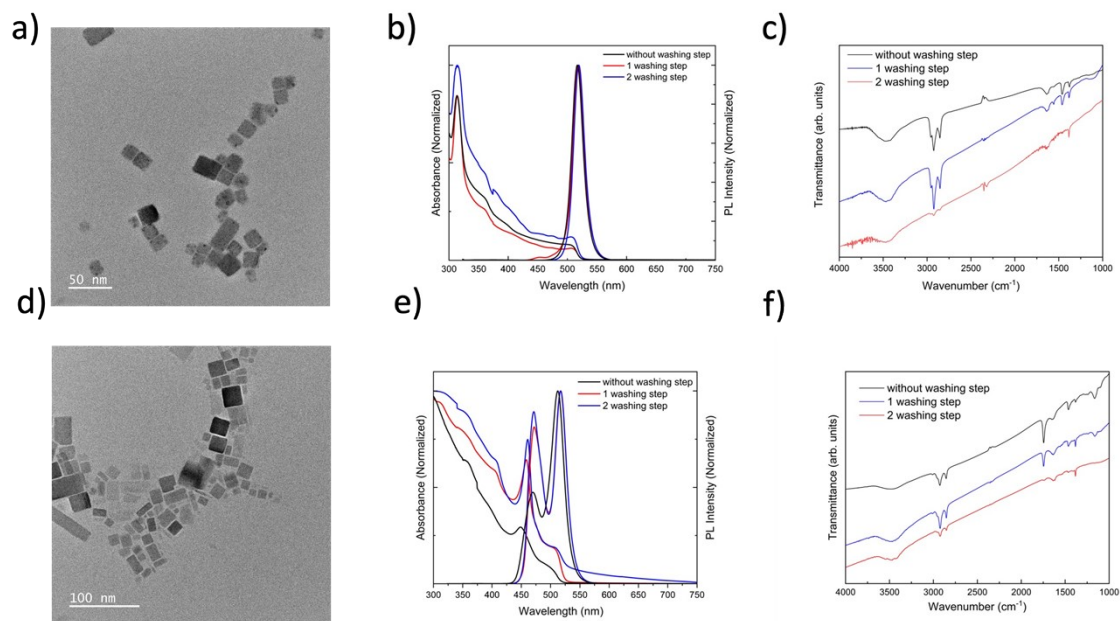 a)
50 nm
b)
without washing step
1 washing step
2 washing step
Absorbance (Normalized)
PL Intensity (Normalized)
300 350 400 450 500 550 600 650 700 750
Wavelength (nm)
c)
without washing step
1 washing step
2 washing step
Transmittance (arb. units)
4000 3500 3000 2500 2000 1500 1000
Wavenumber (cm⁻¹)
d)
100 nm
e)
without washing step
1 washing step
2 washing step
Absorbance (Normalized)
PL Intensity (Normalized)
300 350 400 450 500 550 600 650 700 750
Wavelength (nm)
f)
without washing step
1 washing step
2 washing step
Transmittance (arb. units)
4000 3500 3000 2500 2000 1500 1000
Wavenumber (cm⁻¹)